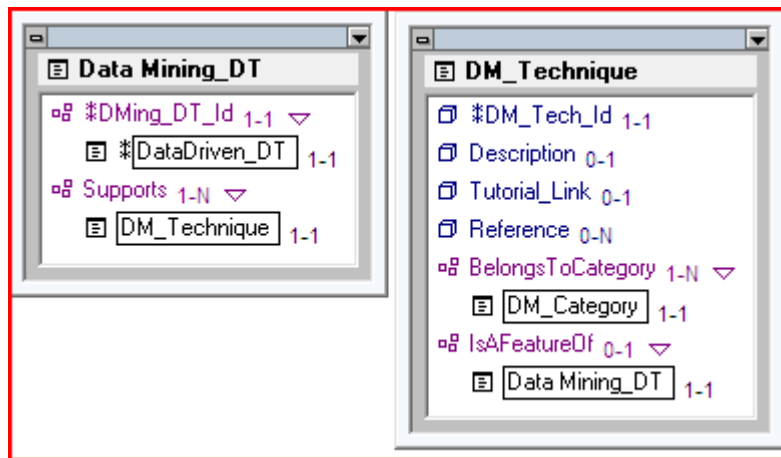 Data Mining_DT
⁑DMing_DT_Id 1-1
⁑DataDriven_DT 1-1
Supports 1-N
DM_Technique 1-1
DM_Technique
⁑DM_Tech_Id 1-1
Description 0-1
Tutorial_Link 0-1
Reference 0-N
BelongsToCategory 1-N
DM_Category 1-1
IsAFeatureOf 0-1
Data Mining_DT 1-1